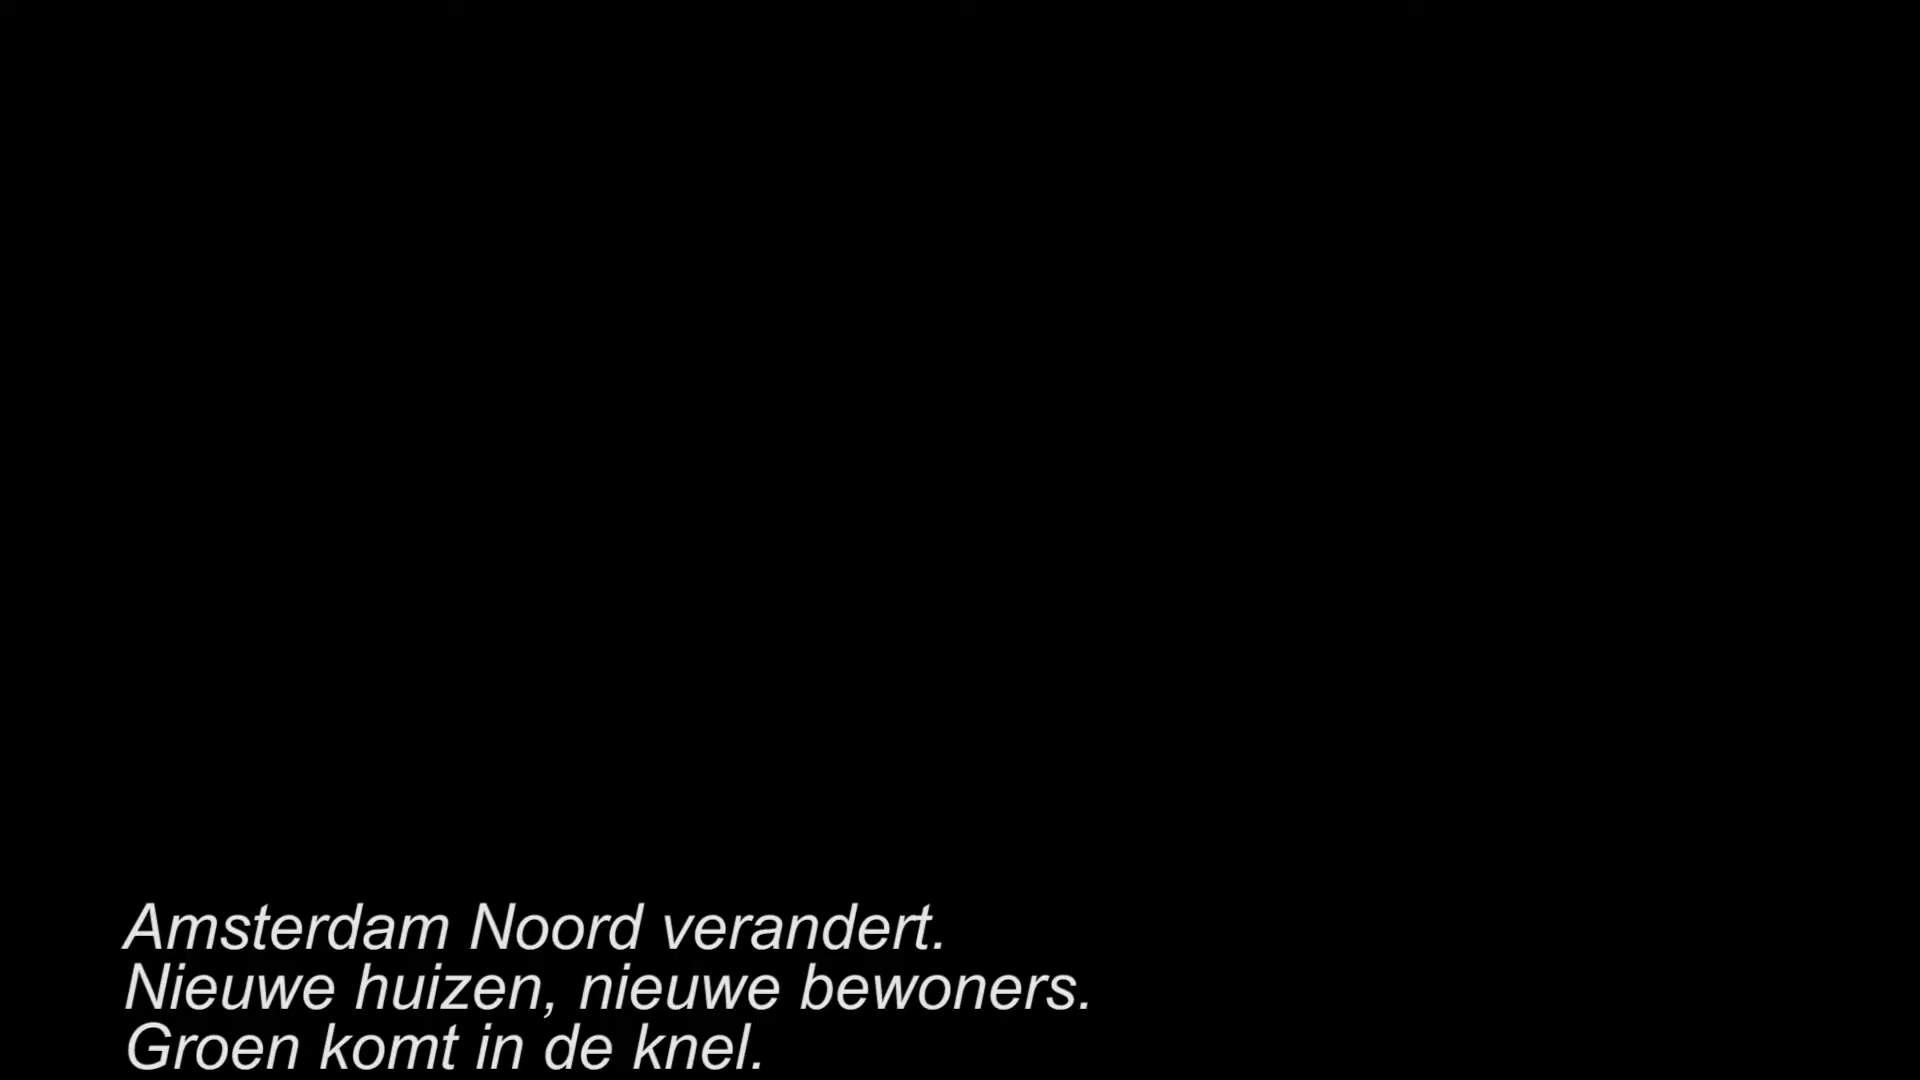 Amsterdam Noord verandert.
Nieuwe huizen, nieuwe bewoners.
Groen komt in de knel.